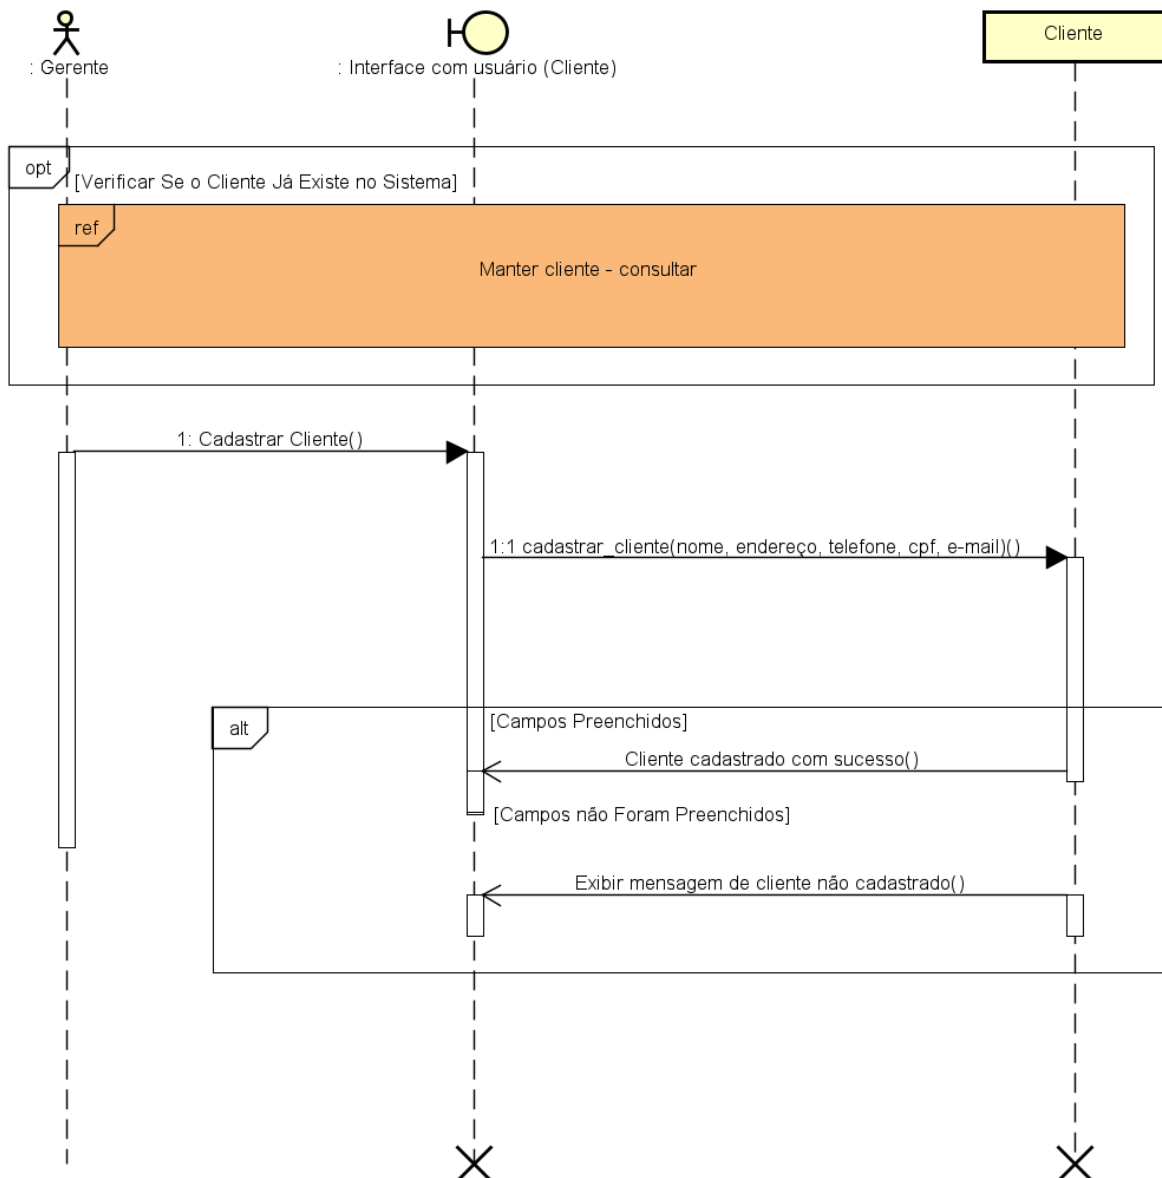 : Gerente
: Interface com usuário (Cliente)
Cliente
opt
[Verificar Se o Cliente Já Existe no Sistema]
ref
Manter cliente - consultar
1: Cadastrar Cliente()
1:1 cadastrar_cliente(nome, endereço, telefone, cpf, e-mail)()
alt
[Campos Preenchidos]
Cliente cadastrado com sucesso()
[Campos não Foram Preenchidos]
Exibir mensagem de cliente não cadastrado()